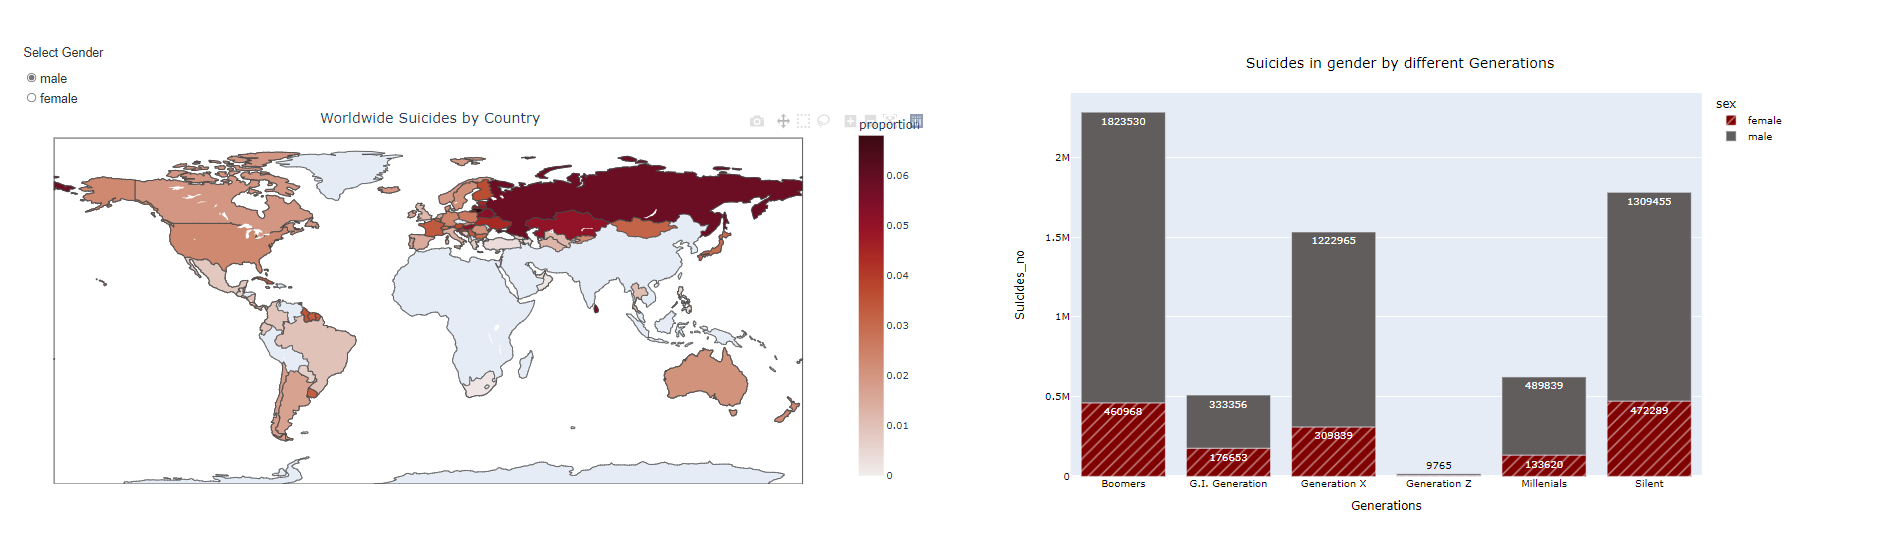 Select Gender
male
female
Worldwide Suicides by Country
proportion
0.06
0.05
0.04
0.03
0.02
0.01
0
Suicides in gender by different Generations
Suicides_no
2M
1.5M
1M
0.5M
0
1823530
460968
333356
176653
1222965
309839
9765
489839
133620
1309455
472289
Boomers
G.I. Generation
Generation X
Generation Z
Millenials
Silent
Generations
sex
female
male